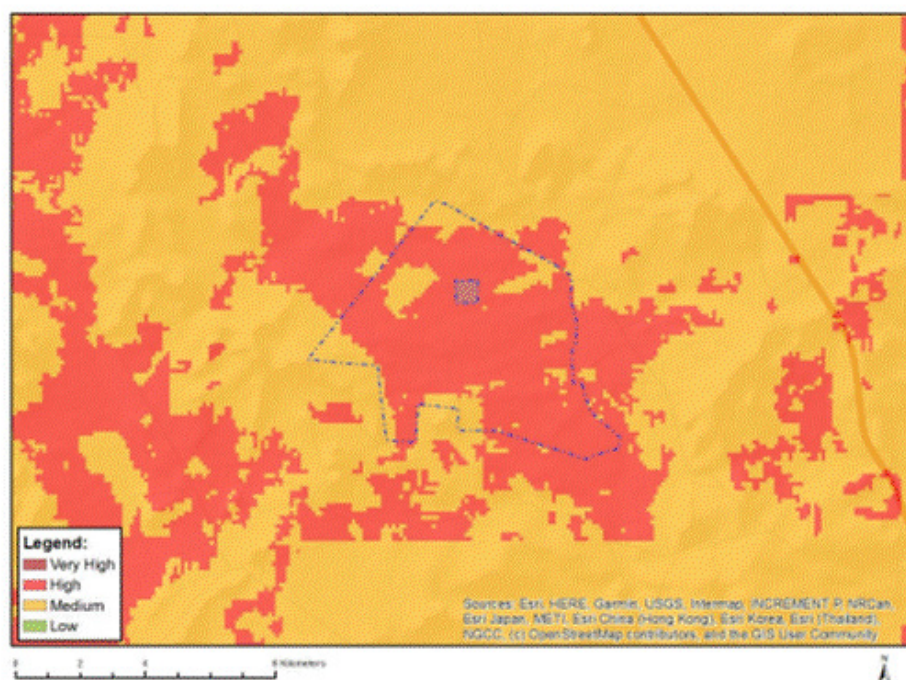 Legend:
Very High
High
Medium
Low
Sources: Esri, HERE, Garmin, USGS, Intermap, INCREMENT P, NRCan,
Esri Japan, METI, Esri China (Hong Kong), Esri Korea, Esri (Thailand),
NGCC, (c) OpenStreetMap contributors, and the GIS User Community
0 2 4 8 Kilometers
N